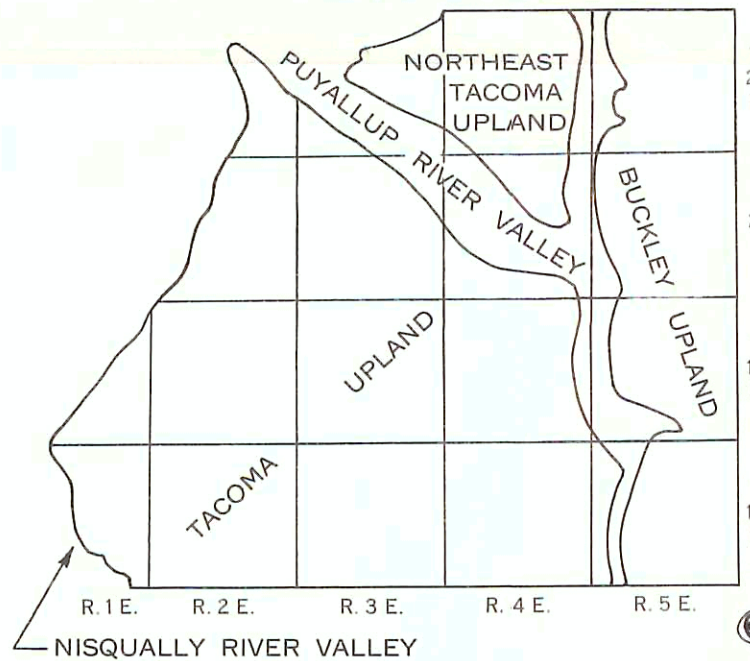 NORTHEAST
TACOMA
UPLAND
PUYALLUP RIVER VALLEY
BUCKLEY UPLAND
TACOMA UPLAND
R. 1 E. R. 2 E. R. 3 E. R. 4 E. R. 5 E.
NISQUALLY RIVER VALLEY